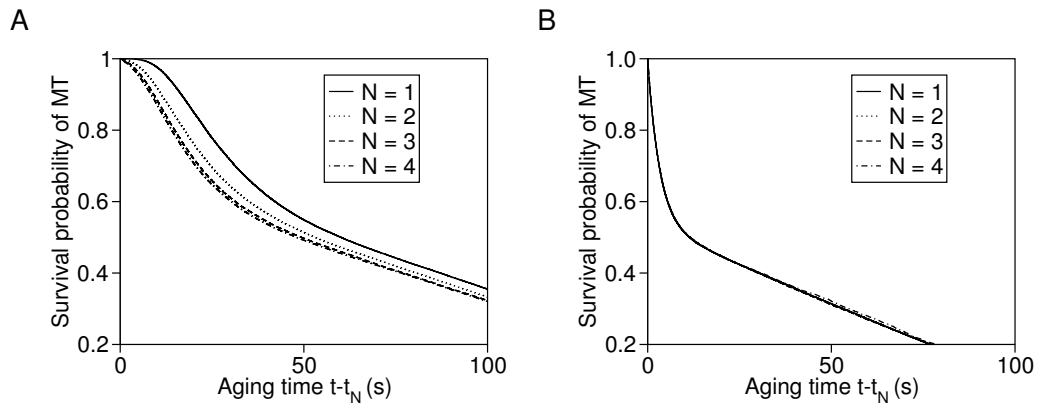 A
Survival probability of MT
1
0.8
0.6
0.4
0.2
0
50
100
Aging time t-t_N (s)
N = 1
N = 2
N = 3
N = 4
B
Survival probability of MT
1.0
0.8
0.6
0.4
0.2
0
50
100
Aging time t-t_N (s)
N = 1
N = 2
N = 3
N = 4